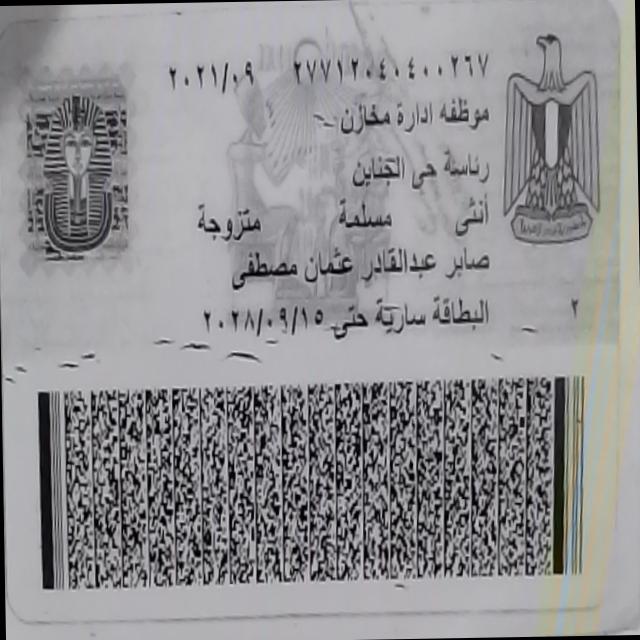 ٢٠٢١/٠٩ ٢٧٧١٢٠٤٠٤٠٠٢٦٧
موظفه ادارة مخازن
رئاسة حى الجناين
أنثى مسلمة متزوجة
صابر عبدالقادر عثمان مصطفى
البطاقة سارية حتى ٢٠٢٨/٠٩/١٥
٢